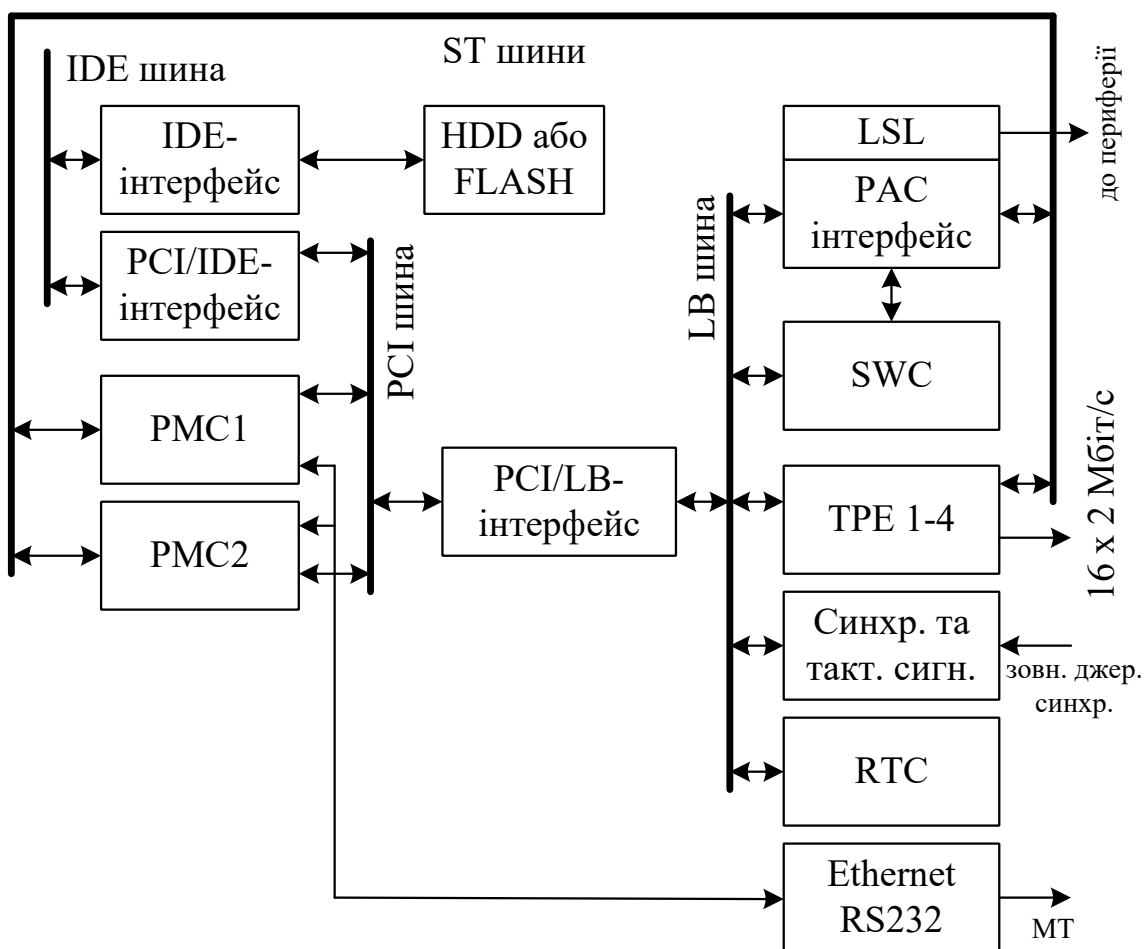 ST шини
IDE шина
IDE-
інтерфейс
HDD або
FLASH
PCI/IDE-
інтерфейс
PCI шина
PMC1
PMC2
PCI/LB-
інтерфейс
LB шина
LSL
PAC
інтерфейс
до периферії
SWC
TPE 1-4
16 x 2 Мбіт/с
Синхр. та
такт. сигн.
зовн. джер.
синхр.
RTC
Ethernet
RS232
МТ